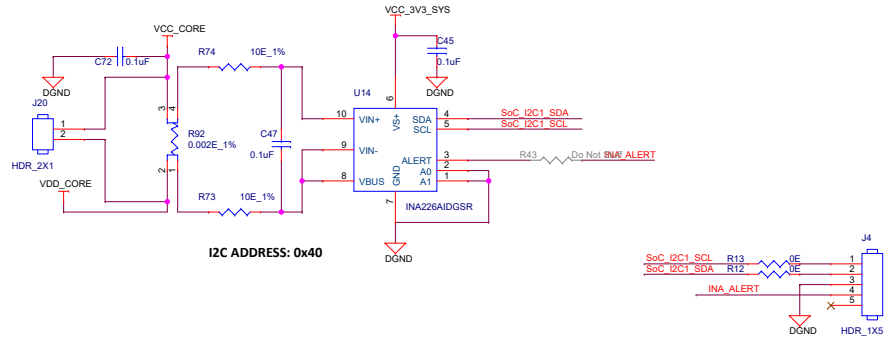 VCC_3V3_SYS
VCC_CORE
C72
0.1uF
DGND
R74
10E_1%
C45
0.1uF
DGND
J20
1
2
HDR_2X1
3
4
R92
0.002E_1%
2
1
VDD_CORE
C47
0.1uF
R73
10E_1%
U14
6
VS+
10
VIN+
9
VIN-
8
VBUS
GND
7
SDA
4
SoC_I2C1_SDA
SCL
5
SoC_I2C1_SCL
ALERT
3
R43
INA_ALERT
A0
2
A1
1
INA226AIDGSR
DGND
I2C ADDRESS: 0x40
J4
SoC_I2C1_SCL
R13
0E
1
SoC_I2C1_SDA
R12
0E
2
3
INA_ALERT
4
5
DGND
HDR_1X5